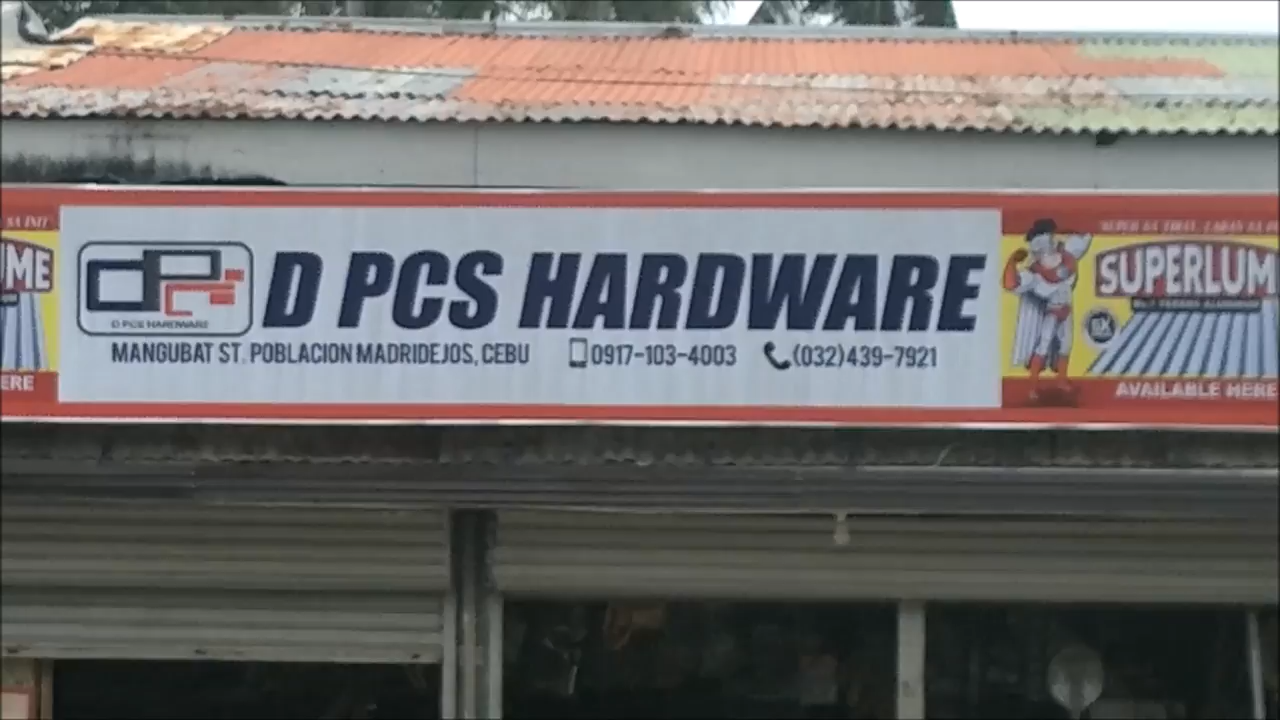 D PCS HARDWARE
D PCS HARDWARE
MANGUBAT ST. POBLACION MADRIDEJOS, CEBU 0917-103-4003 (032)439-7921
UME
ERE
SUPERLUM
AVAILABLE HERE